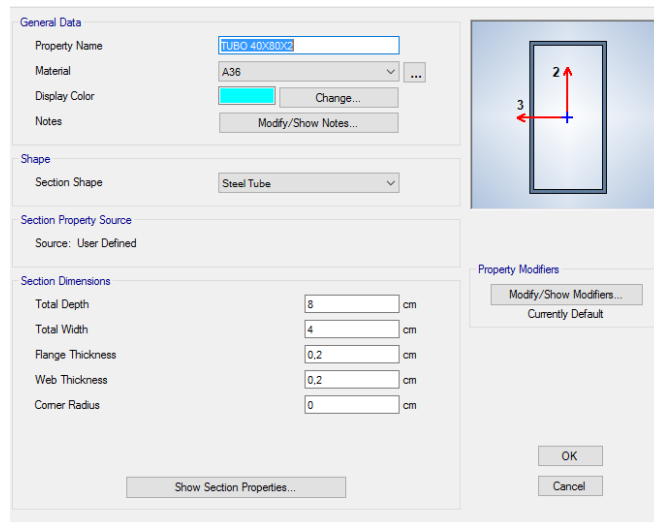 General Data
Property Name TUBO 40X80X2
Material A36 ...
Display Color Change...
Notes Modify/Show Notes...
2
3
Shape
Section Shape Steel Tube
Section Property Source
Source: User Defined
Property Modifiers
Modify/Show Modifiers...
Currently Default
Section Dimensions
Total Depth 8 cm
Total Width 4 cm
Flange Thickness 0,2 cm
Web Thickness 0,2 cm
Corner Radius 0 cm
Show Section Properties...
OK
Cancel